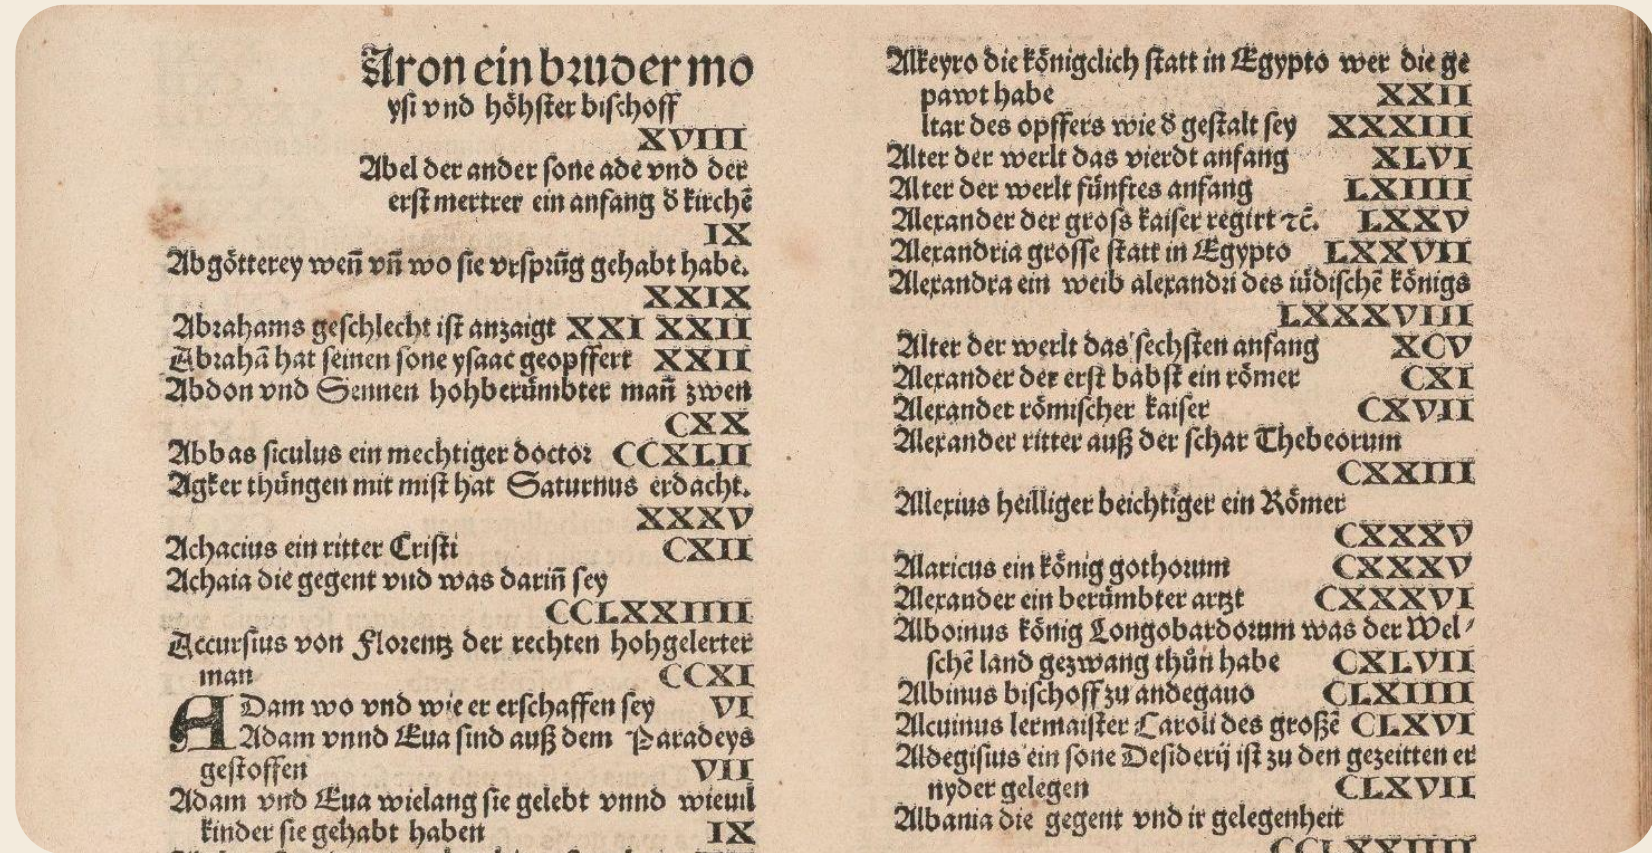 Aron ein bruder mo
ysi vnd höhster bischoff
XVIII
Abel der ander sone ade vnd der
erst mertrer ein anfang đ kirchē
IX
Abgötterey weñ vñ wo sie vrsprūg gehabt habe.
XXIX
Abrahams geschlecht ist anzaigt XXI XXII
Abrahā hat seinen sone ysaac geopffert XXII
Abdon vnd Sennen hohberümbter mañ zwen
CXX
Abbas siculus ein mechtiger doctor CCXLII
Agker thüngen mit mist hat Saturnus erdacht.
XXXV
Achacius ein ritter Cristi CXII
Achaia die gegent vnd was dariñ sey
CCLXXIIII
Accursius von Florentz der rechten hohgelerter
man CCXI
ADam wo vnd wie er erschaffen sey VI
Adam vnnd Eua sind auß dem Paradeys
gestossen VII
Adam vnd Eua wielang sie gelebt vnnd wieuil
kinder sie gehabt haben IX
Alkeyro die königclich statt in Egypto wer die ge
pawt habe XXII
ltar des opffers wie đ gestalt sey XXXIII
Alter der werlt das vierdt anfang XLVI
Alter der werlt fünftes anfang LXIIII
Alexander der gross kaiser regirt ⁊c̄. LXXV
Alexandria grosse statt in Egypto LXXVII
Alexandra ein weib alexandri des iüdischē königs
LXXXVIII
Alter der werlt das sechsten anfang XCV
Alexander der erst babst ein römer CXI
Alexander römischer kaiser CXVII
Alexander ritter auß der schar Thebeorum
CXXIII
Allexius heilliger beichtiger ein Römer
CXXXV
Alaricus ein könig gothorum CXXXV
Alexander ein berümbter artzt CXXXVI
Alboinus könig Longobardorum was der Wel⸗
schē land gezwang thůn habe CXLVII
Albinus bischoff zu andegauo CLXIIII
Alcuinus lermaister Caroli des großē CLXVI
Aldegisius ein sone Desiderij ist zu den gezeitten er
nyder gelegen CLXVII
Albania die gegent vnd ir gelegenheit
CCLXXIIII